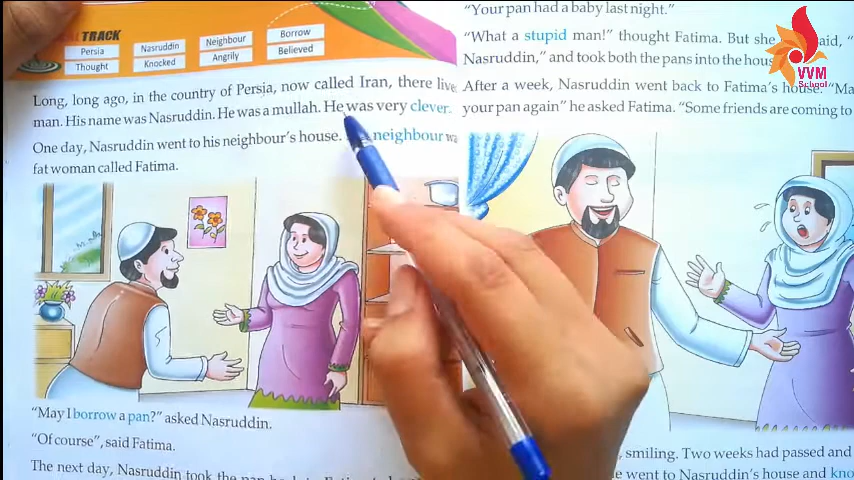 TRACK
Persia
Nasruddin
Neighbour
Borrow
Thought
Knocked
Angrily
Believed
Long, long ago, in the country of Persia, now called Iran, there live
man. His name was Nasruddin. He was a mullah. He was very clever.
One day, Nasruddin went to his neighbour's house. neighbour wa
fat woman called Fatima.
"May I borrow a pan?" asked Nasruddin.
"Of course", said Fatima.
The next day, Nasruddin took the pan
"Your pan had a baby last night."
"What a stupid man!" thought Fatima. But she said, "
Nasruddin," and took both the pans into the hous
After a week, Nasruddin went back to Fatima's house. "Ma
your pan again" he asked Fatima. "Some friends are coming to
, smiling. Two weeks had passed and
e went to Nasruddin's house and kno
VVM
School